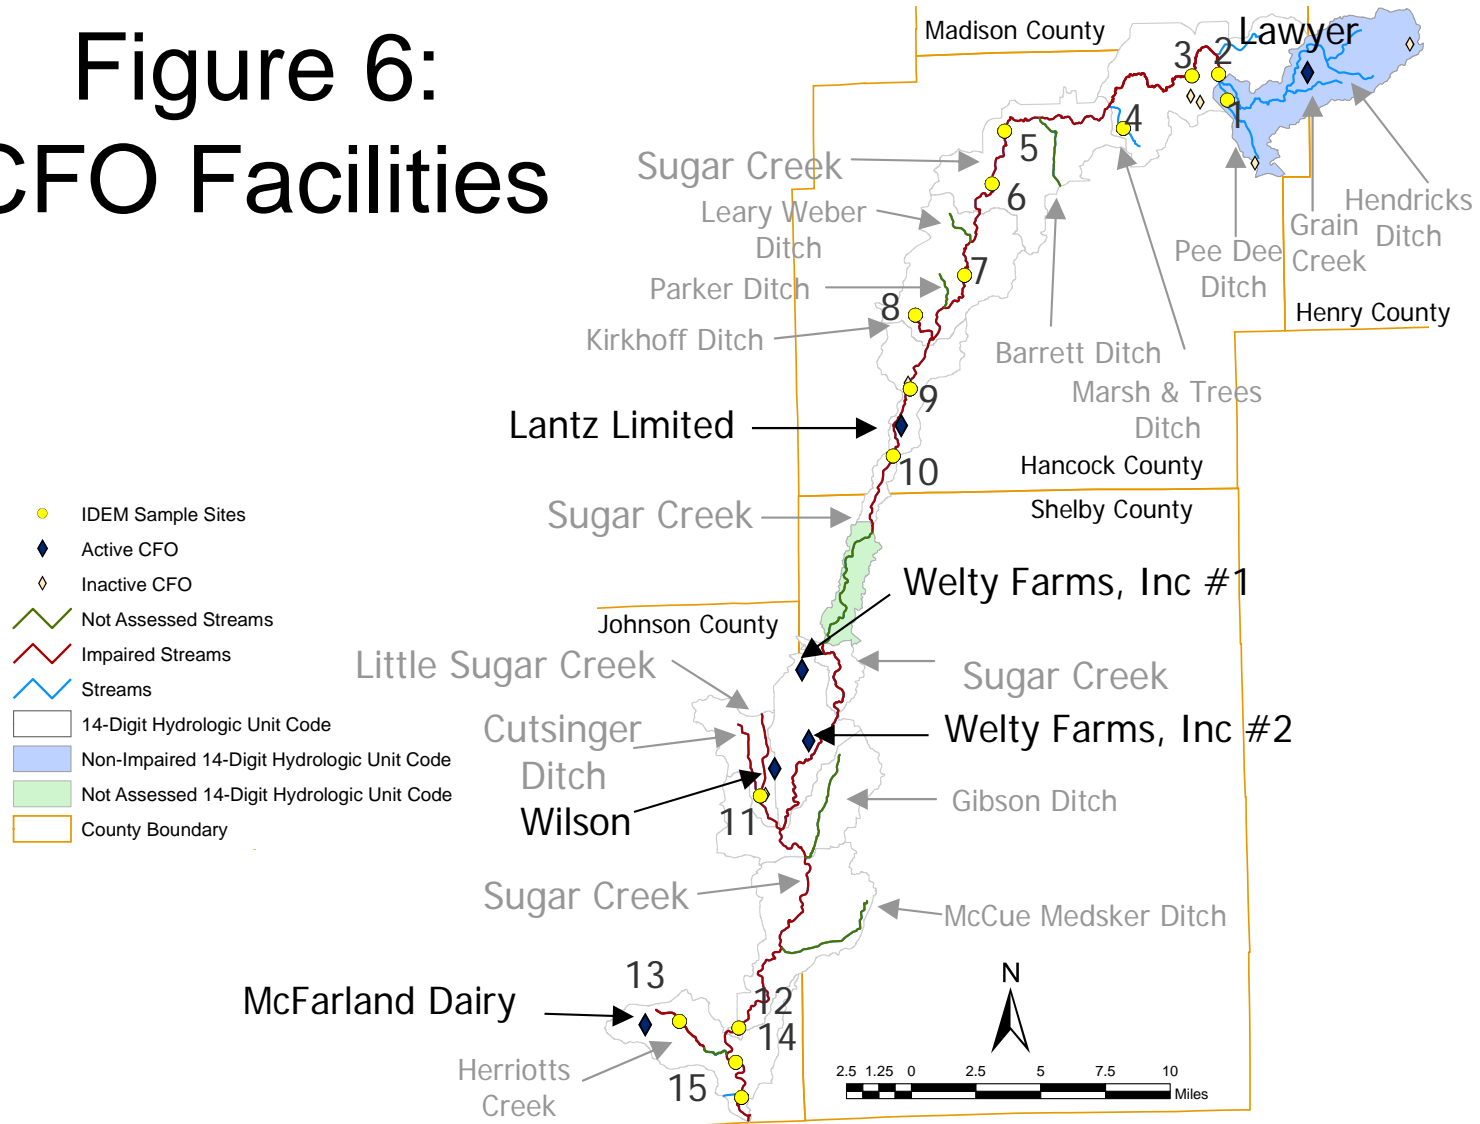 Figure 6:
CFO Facilities
Madison County
Lawyer
3
2
1
4
5
6
Sugar Creek
Leary Weber
Ditch
Parker Ditch
7
8
Kirkhoff Ditch
Barrett Ditch
Marsh & Trees
Ditch
Pee Dee
Ditch
Grain
Creek
Hendricks
Ditch
Henry County
9
Lantz Limited
10
Hancock County
Sugar Creek
Shelby County
IDEM Sample Sites
Active CFO
Inactive CFO
Not Assessed Streams
Impaired Streams
Streams
14-Digit Hydrologic Unit Code
Non-Impaired 14-Digit Hydrologic Unit Code
Not Assessed 14-Digit Hydrologic Unit Code
County Boundary
Welty Farms, Inc #1
Johnson County
Little Sugar Creek
Sugar Creek
Cutsinger
Ditch
Welty Farms, Inc #2
Wilson
11
Gibson Ditch
Sugar Creek
McCue Medsker Ditch
13
McFarland Dairy
12
14
Herriotts
Creek
15
N
2.5 1.25 0 2.5 5 7.5 10
Miles